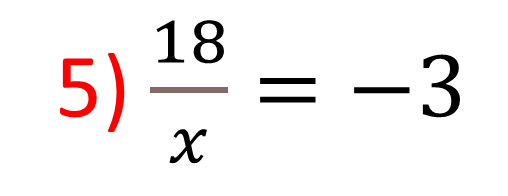 5) 18/x = −3